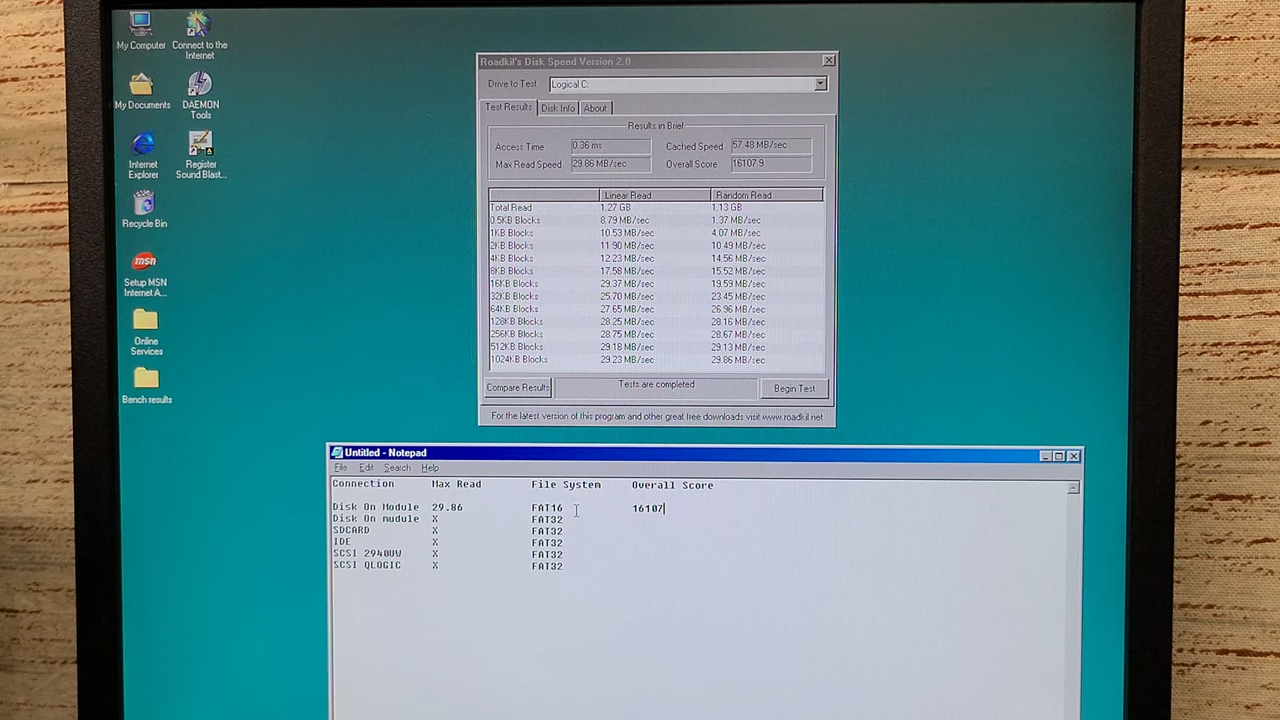 My Computer
Connect to the
Internet
My Documents
DAEMON
Tools
Internet
Explorer
Register
Sound Blast...
Recycle Bin
msn
Setup MSN
Internet A...
Online
Services
Bench results
Roadkil's Disk Speed Version 2.0
Drive to Test Logical C:
Test Results Disk Info About
Results in Brief
Access Time 0.36 ms Cached Speed 57.48 MB/sec
Max Read Speed 29.86 MB/sec Overall Score 16107.9
Linear Read Random Read
Total Read 1.27 GB 1.13 GB
0.5KB Blocks 8.79 MB/sec 1.37 MB/sec
1KB Blocks 10.53 MB/sec 4.07 MB/sec
2KB Blocks 11.90 MB/sec 10.49 MB/sec
4KB Blocks 12.23 MB/sec 14.56 MB/sec
8KB Blocks 17.58 MB/sec 15.52 MB/sec
16KB Blocks 29.37 MB/sec 19.59 MB/sec
32KB Blocks 25.70 MB/sec 23.45 MB/sec
64KB Blocks 27.65 MB/sec 26.96 MB/sec
128KB Blocks 28.25 MB/sec 28.16 MB/sec
256KB Blocks 28.75 MB/sec 28.67 MB/sec
512KB Blocks 29.18 MB/sec 29.13 MB/sec
1024KB Blocks 29.23 MB/sec 29.86 MB/sec
Compare Results Tests are completed Begin Test
For the latest version of this program and other great free downloads visit www.roadkil.net
Untitled - Notepad
File Edit Search Help
Connection Max Read File System Overall Score
Disk On Module 29.86 FAT16 16107
Disk On mudule X FAT32
SDCARD X FAT32
IDE X FAT32
SCSI 2940UW X FAT32
SCSI QLOGIC X FAT32